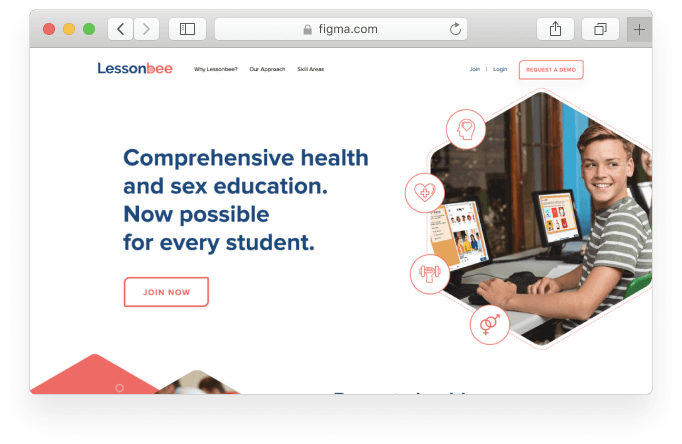 figma.com
Lessonbee
Why Lessonbee? Our Approach Skill Areas
Join | Login
REQUEST A DEMO
Comprehensive health
and sex education.
Now possible
for every student.
JOIN NOW